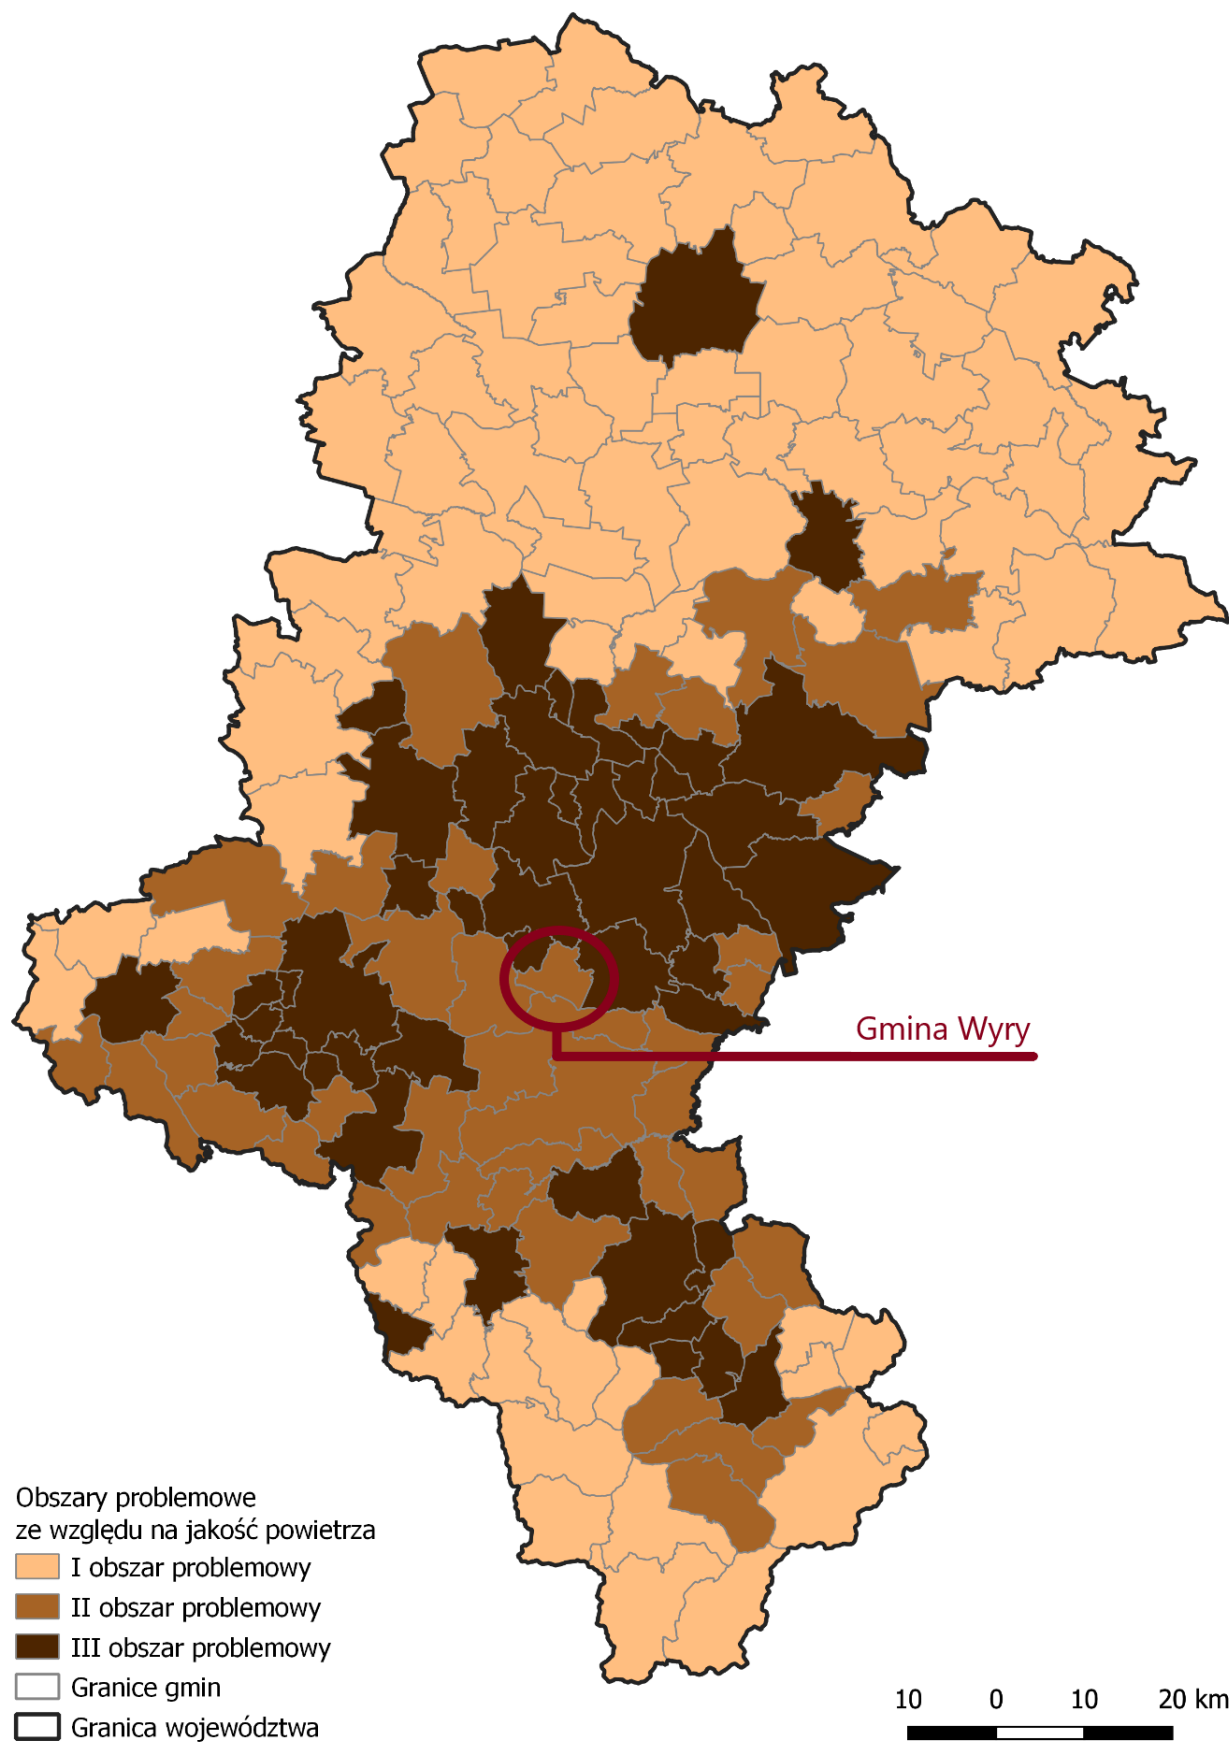 Gmina Wyry
Obszary problemowe
ze względu na jakość powietrza
I obszar problemowy
II obszar problemowy
III obszar problemowy
Granice gmin
Granica województwa
10 0 10 20 km